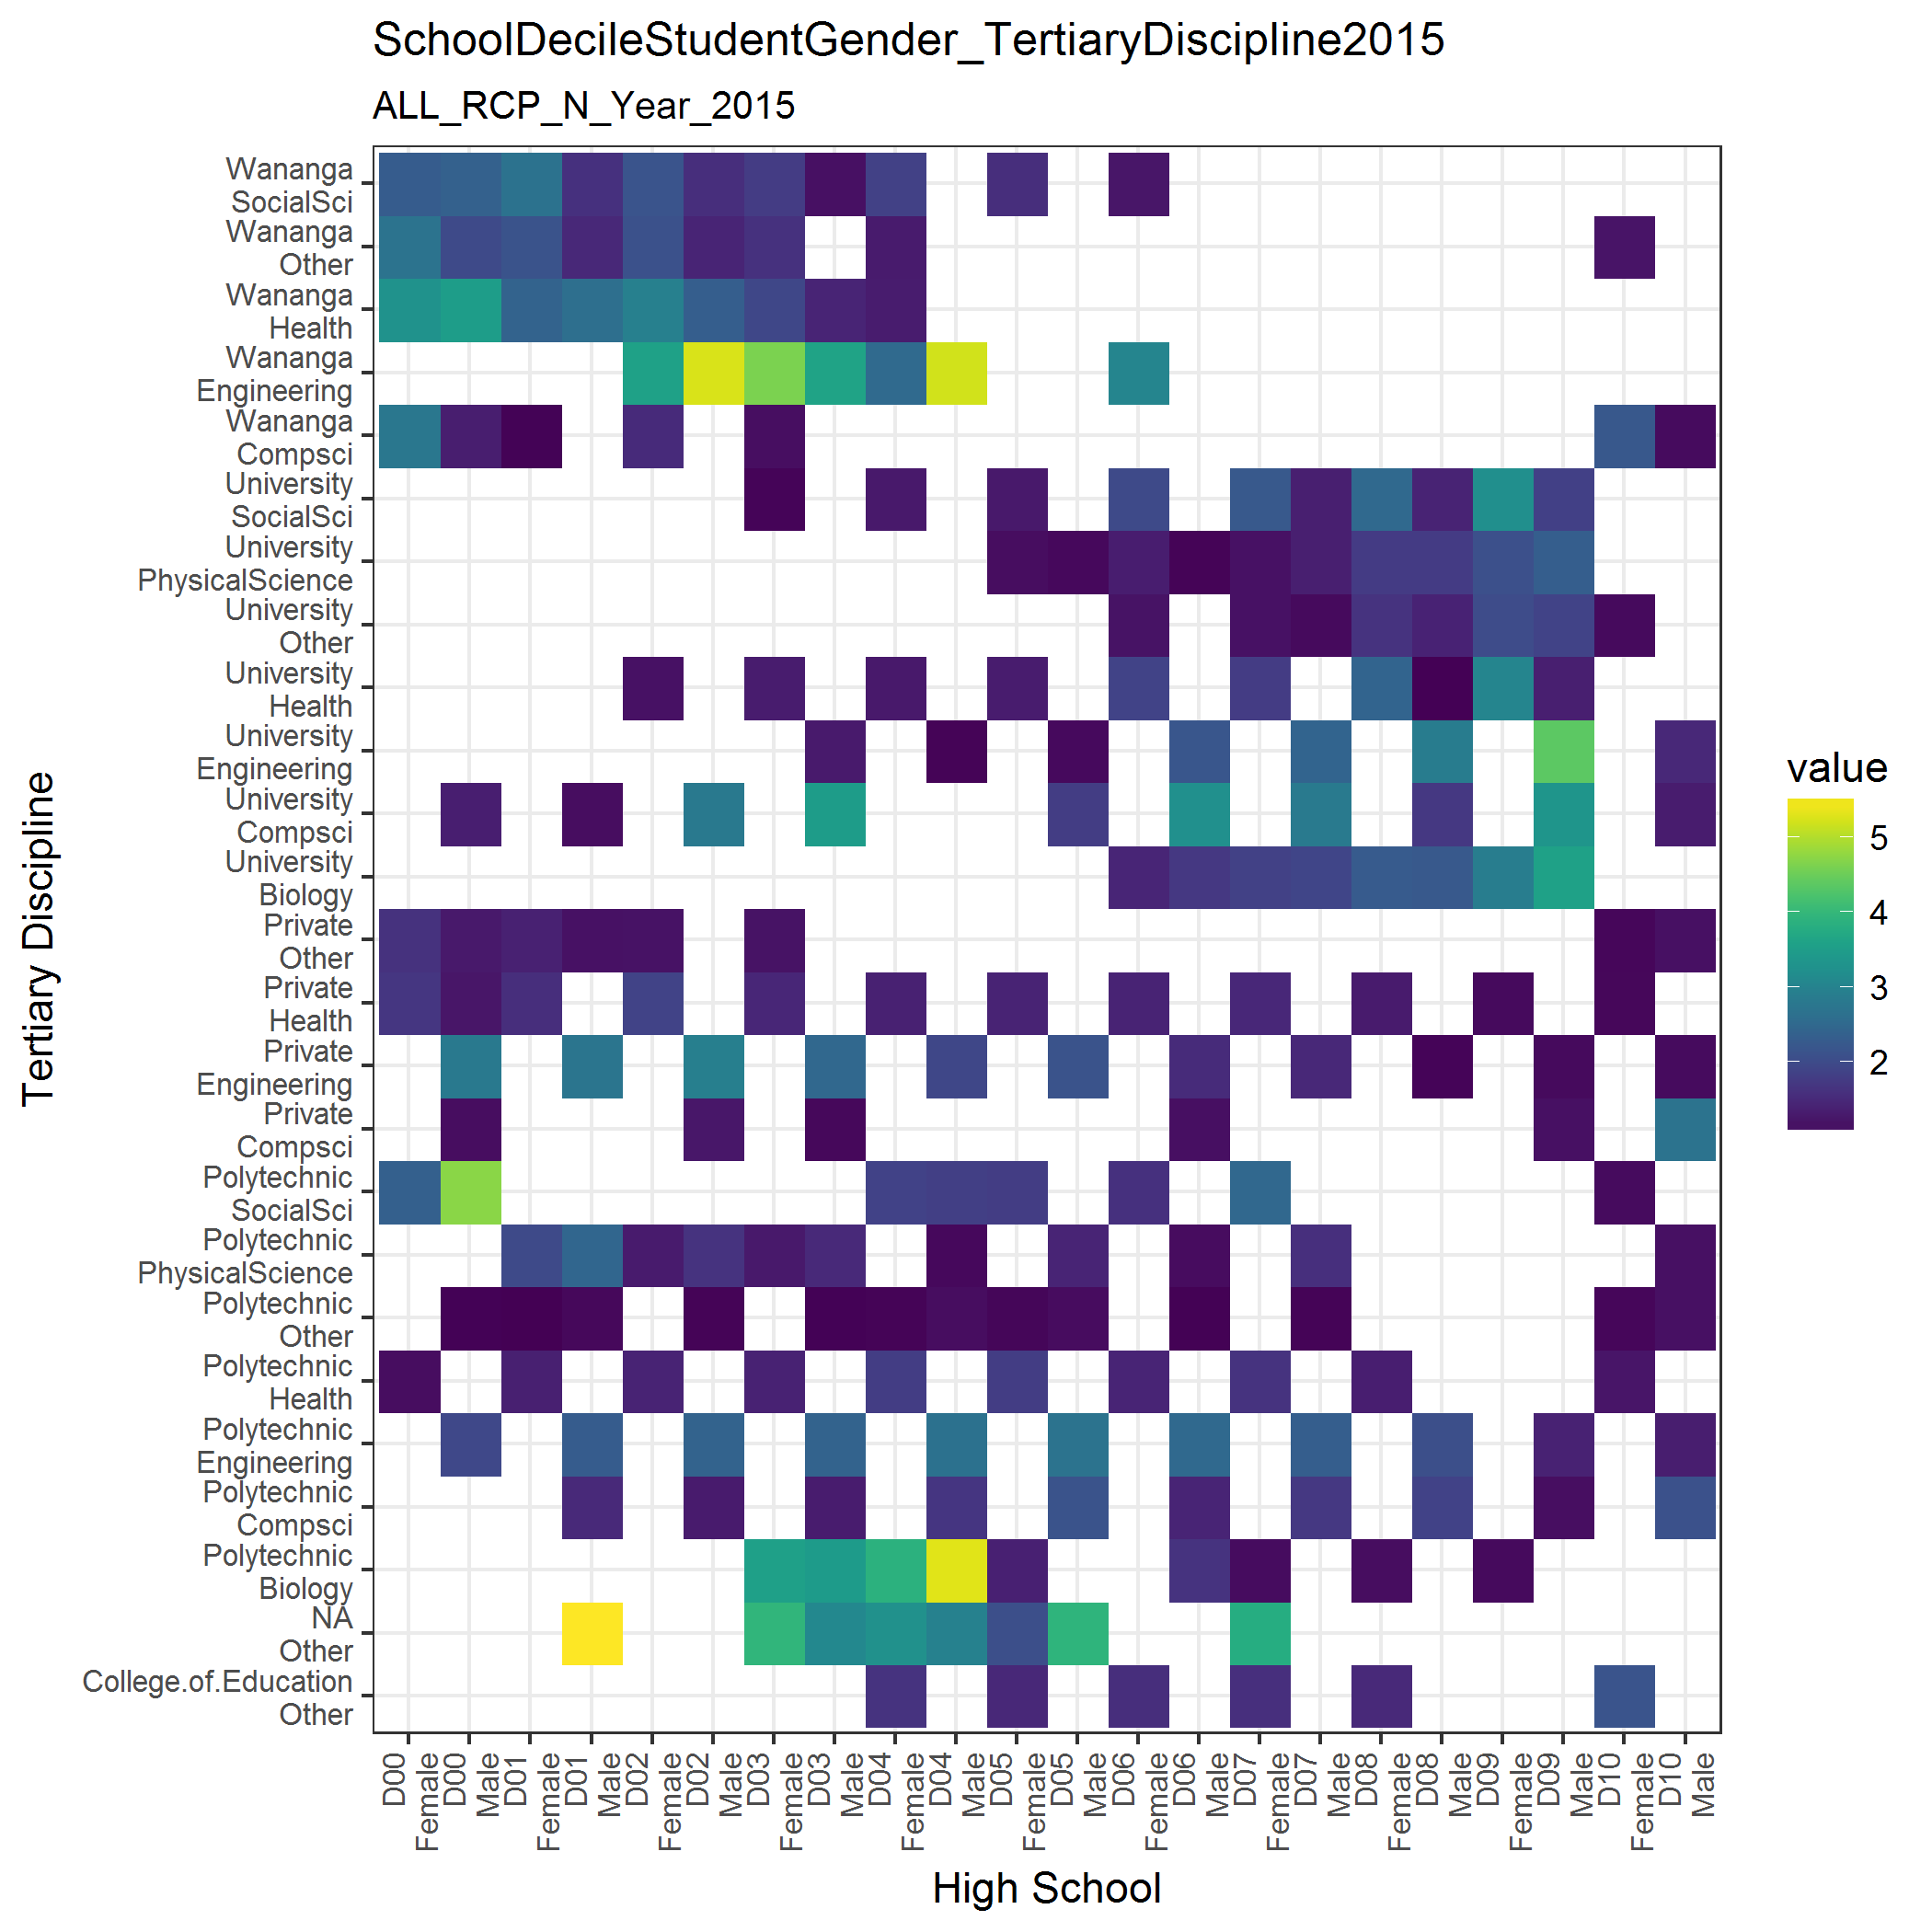 SchoolDecileStudentGender_TertiaryDiscipline2015
ALL_RCP_N_Year_2015
Wananga
SocialSci
Wananga
Other
Wananga
Health
Wananga
Engineering
Wananga
Compsci
University
SocialSci
University
PhysicalScience
University
Other
University
Health
University
Engineering
University
Compsci
University
Biology
Private
Other
Private
Health
Private
Engineering
Private
Compsci
Polytechnic
SocialSci
Polytechnic
PhysicalScience
Polytechnic
Other
Polytechnic
Health
Polytechnic
Engineering
Polytechnic
Compsci
Polytechnic
Biology
NA
Other
College.of.Education
Other
Tertiary Discipline
D00
Female
D00
Male
D01
Female
D01
Male
D02
Female
D02
Male
D03
Female
D03
Male
D04
Female
D04
Male
D05
Female
D05
Male
D06
Female
D06
Male
D07
Female
D07
Male
D08
Female
D08
Male
D09
Female
D09
Male
D10
Female
D10
Male
High School
value
5
4
3
2